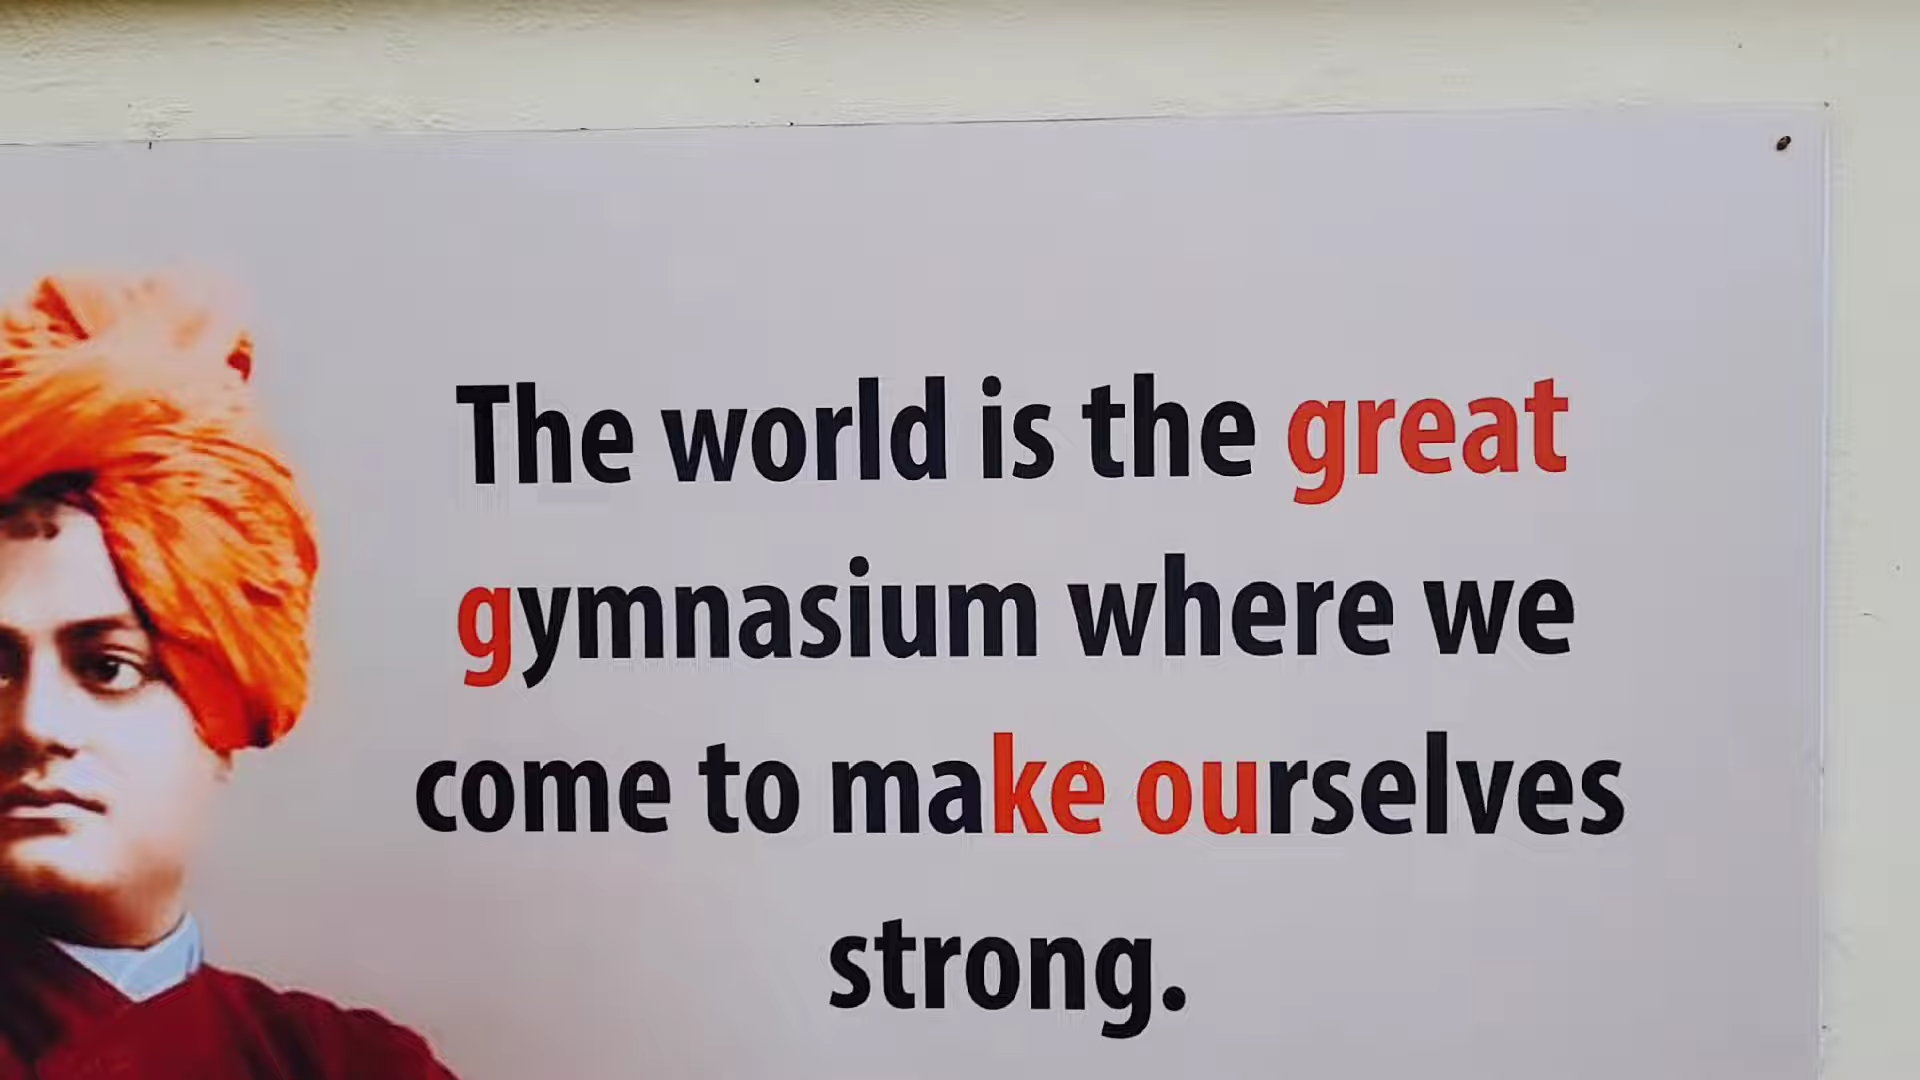 The world is the great
gymnasium where we
come to make ourselves
strong.